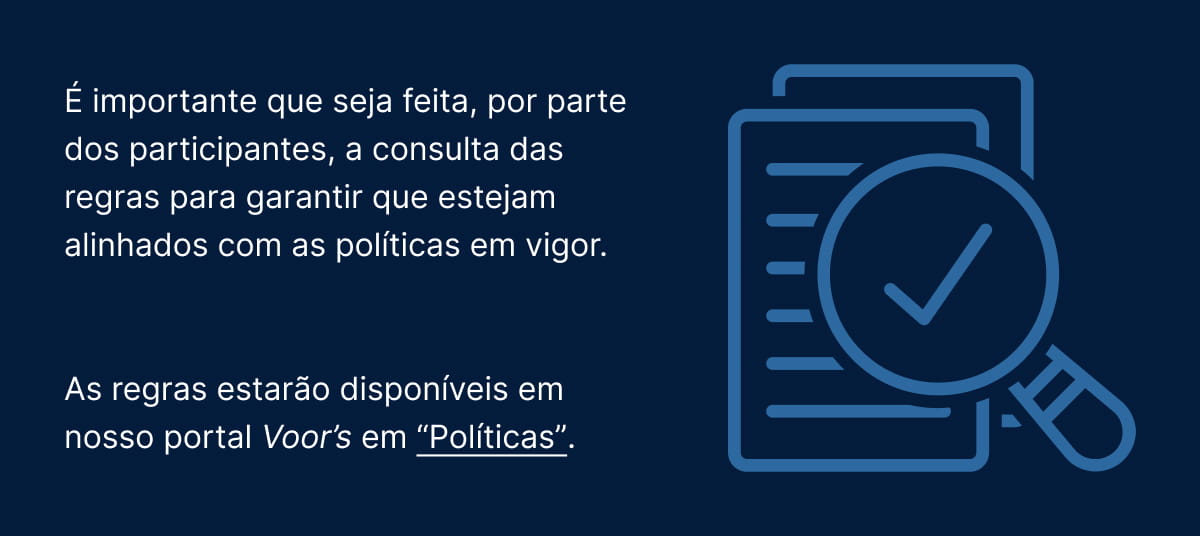 É importante que seja feita, por parte
dos participantes, a consulta das
regras para garantir que estejam
alinhados com as políticas em vigor.
As regras estarão disponíveis em
nosso portal Voor’s em “Políticas”.